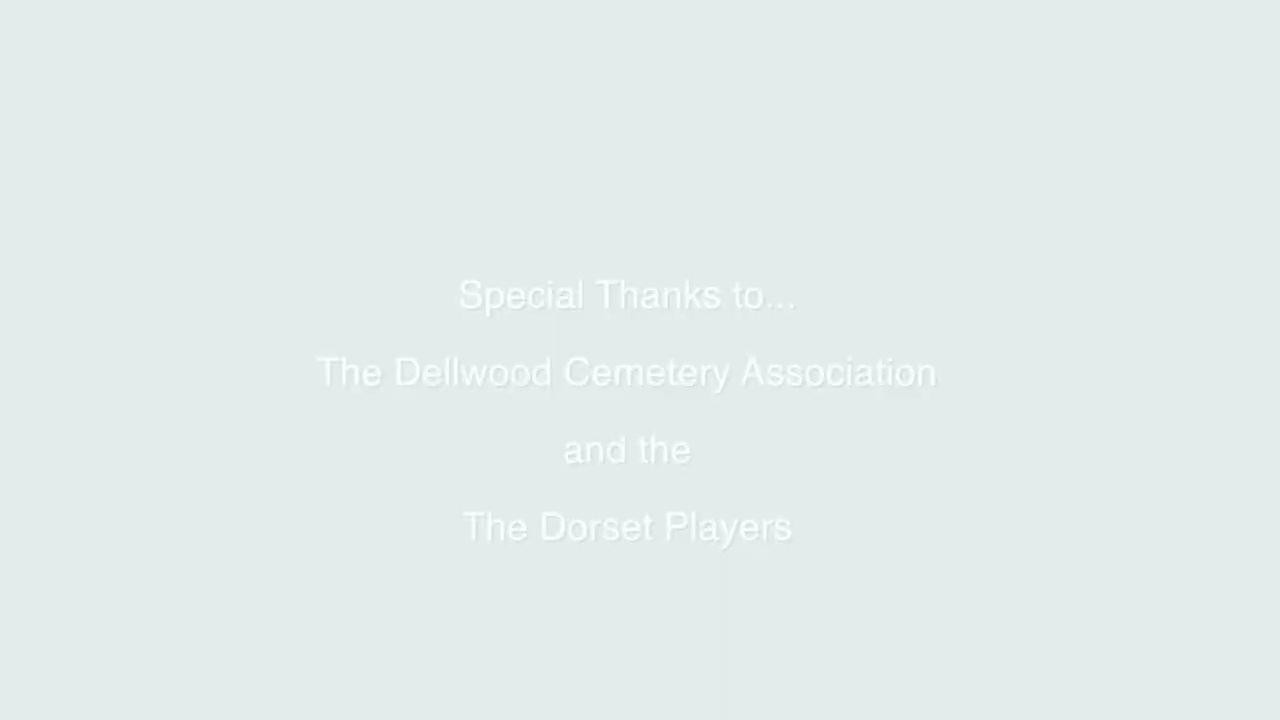 Special Thanks to...
The Dellwood Cemetery Association
and the
The Dorset Players